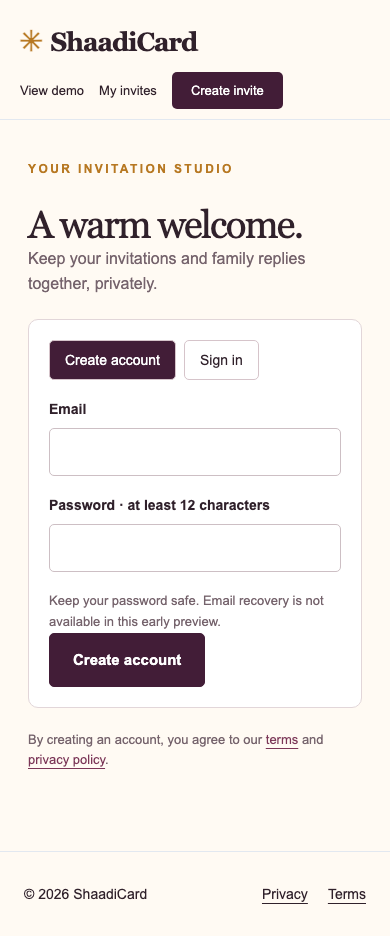 ShaadiCard
View demo My invites Create invite
YOUR INVITATION STUDIO
A warm welcome.
Keep your invitations and family replies
together, privately.
Create account Sign in
Email
Password · at least 12 characters
Keep your password safe. Email recovery is not
available in this early preview.
Create account
By creating an account, you agree to our terms and
privacy policy.
© 2026 ShaadiCard Privacy Terms